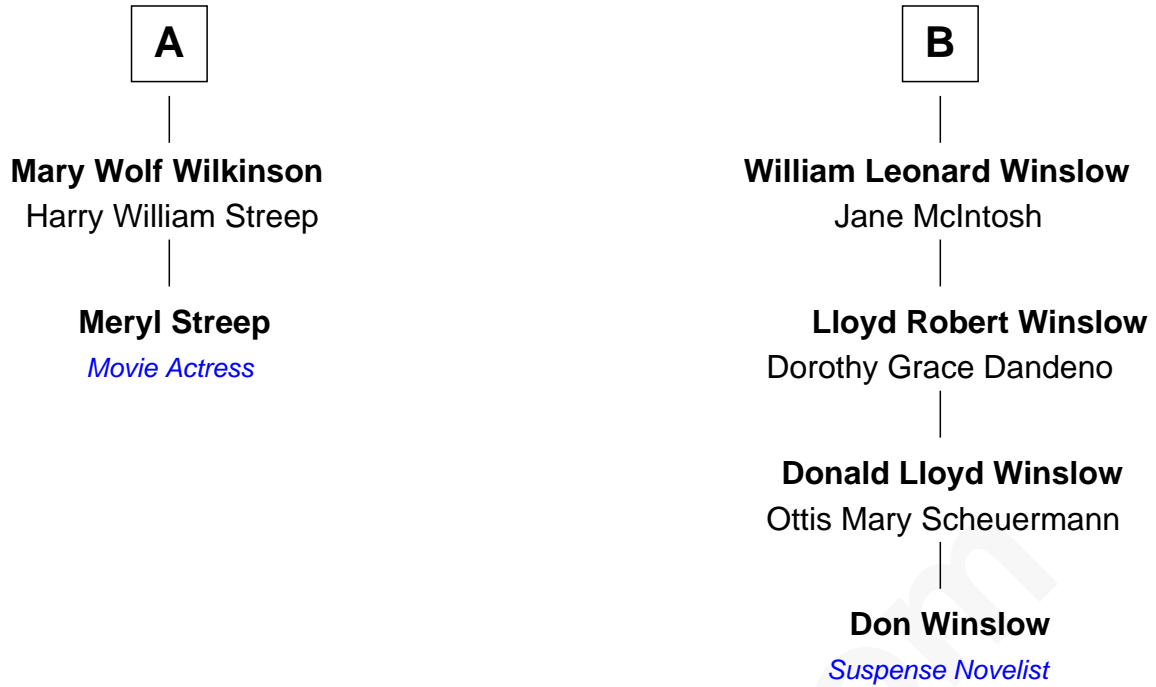 A
Mary Wolf Wilkinson
Harry William Streep
Meryl Streep
Movie Actress
B
William Leonard Winslow
Jane McIntosh
Lloyd Robert Winslow
Dorothy Grace Dandeno
Donald Lloyd Winslow
Ottis Mary Scheuermann
Don Winslow
Suspense Novelist